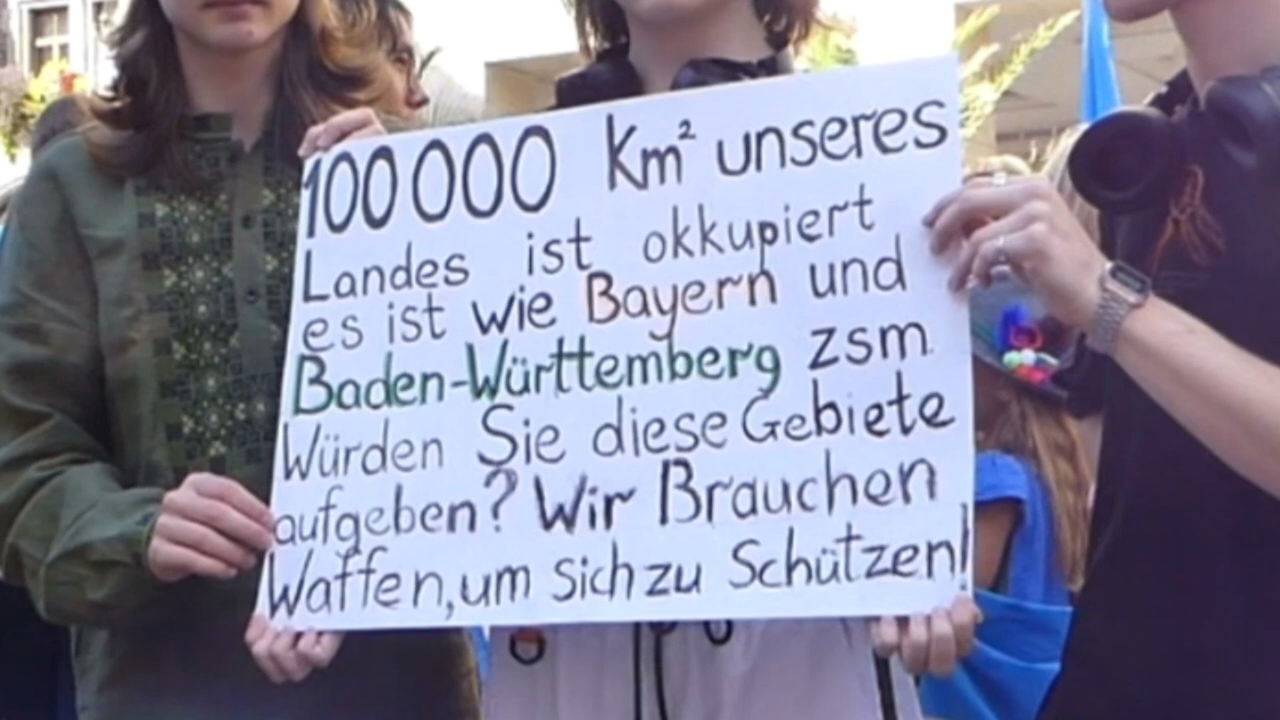 100 000 Km² unseres
Landes ist okkupiert
es ist wie Bayern und
Baden-Württemberg zsm.
Würden Sie diese Gebiete
aufgeben? Wir Brauchen
Waffen, um sich zu Schützen!